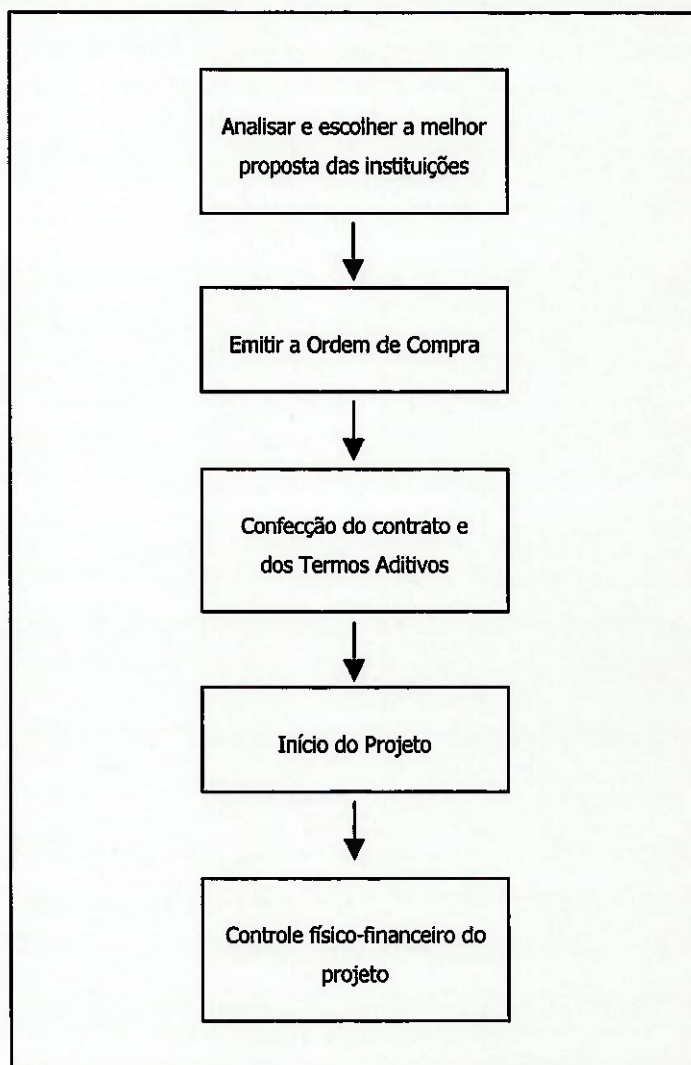 Analisar e escolher a melhor
proposta das instituições
Emitir a Ordem de Compra
Confecção do contrato e
dos Termos Aditivos
Início do Projeto
Controle físico-financeiro do
projeto